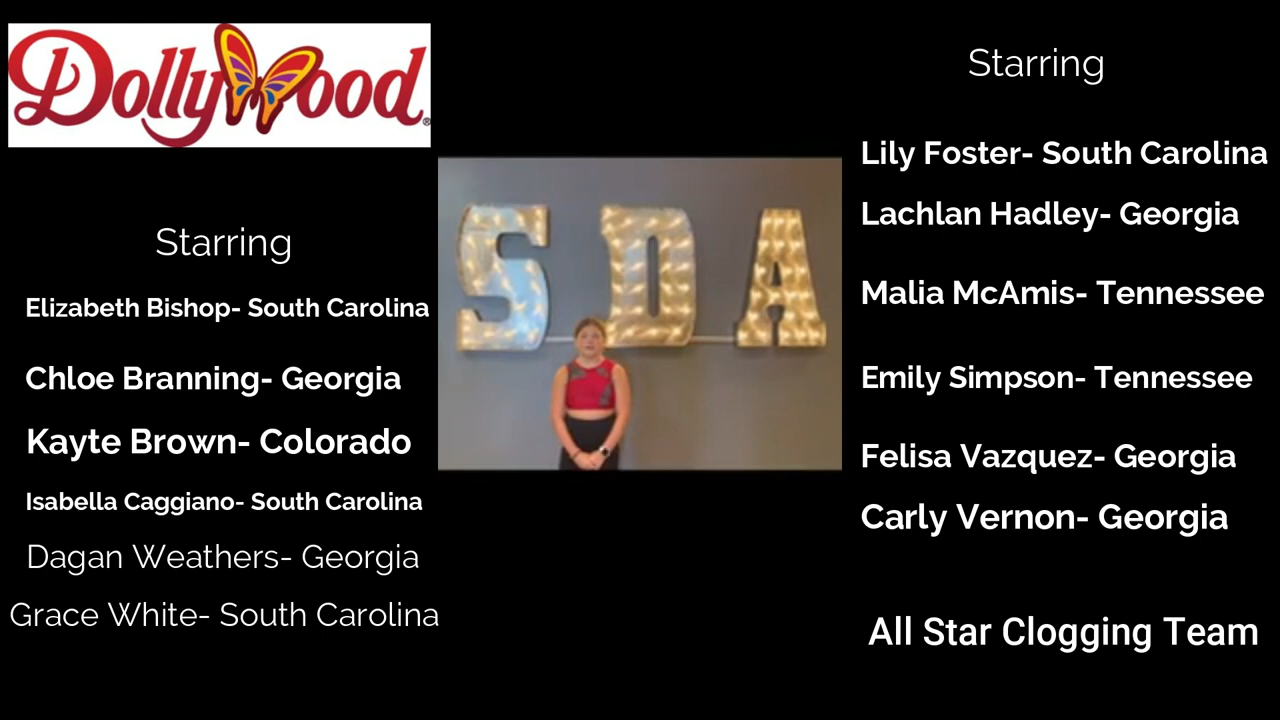 Dollywood®
Starring
Elizabeth Bishop- South Carolina
Chloe Branning- Georgia
Kayte Brown- Colorado
Isabella Caggiano- South Carolina
Dagan Weathers- Georgia
Grace White- South Carolina
SDA
Starring
Lily Foster- South Carolina
Lachlan Hadley- Georgia
Malia McAmis- Tennessee
Emily Simpson- Tennessee
Felisa Vazquez- Georgia
Carly Vernon- Georgia
All Star Clogging Team